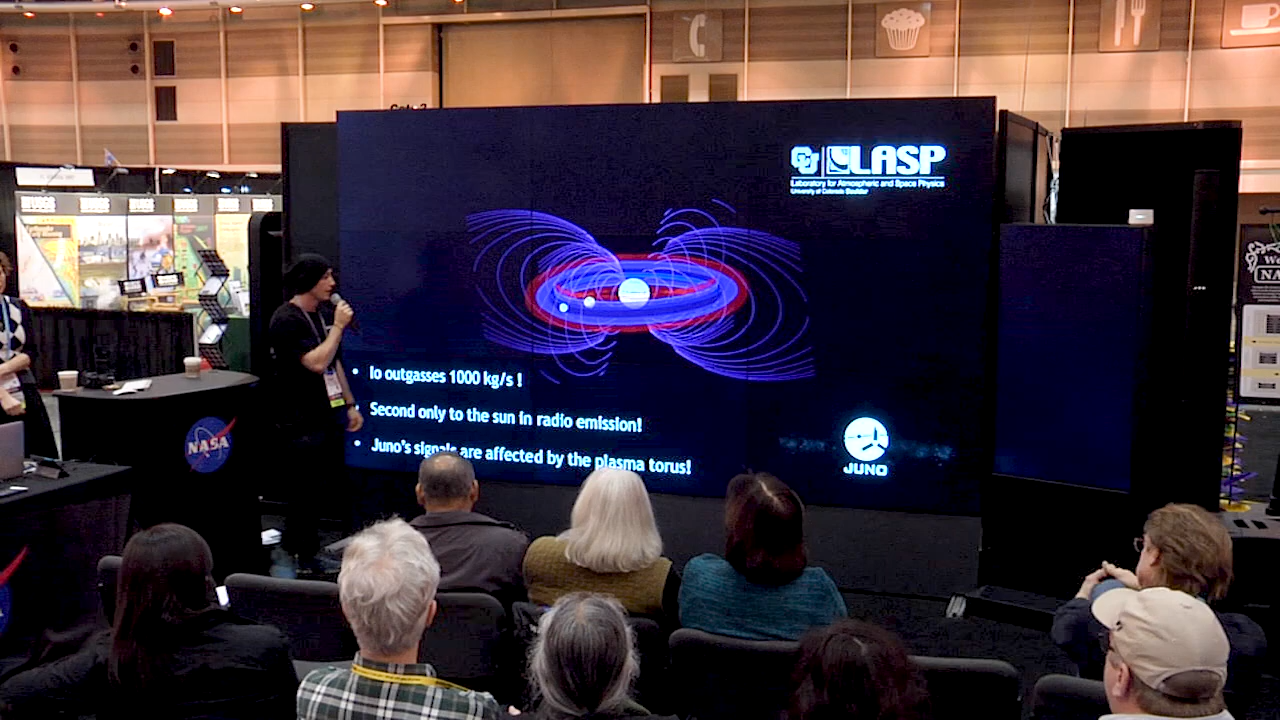 LASP
Laboratory for Atmospheric and Space Physics
University of Colorado Boulder
• Io outgasses 1000 kg/s !
• Second only to the sun in radio emission!
• Juno's signals are affected by the plasma torus!
JUNO
NASA